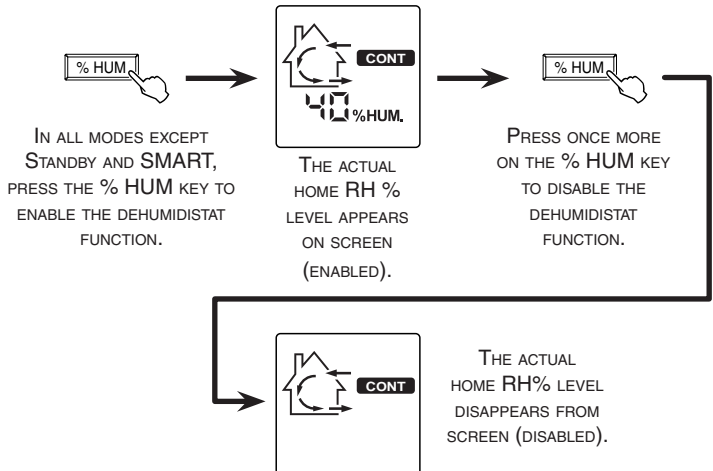 % HUM
IN ALL MODES EXCEPT
STANDBY AND SMART,
PRESS THE % HUM KEY TO
ENABLE THE DEHUMIDISTAT
FUNCTION.
CONT
40 %HUM.
THE ACTUAL
HOME RH %
LEVEL APPEARS
ON SCREEN
(ENABLED).
% HUM
PRESS ONCE MORE
ON THE % HUM KEY
TO DISABLE THE
DEHUMIDISTAT
FUNCTION.
CONT
THE ACTUAL
HOME RH% LEVEL
DISAPPEARS FROM
SCREEN (DISABLED).